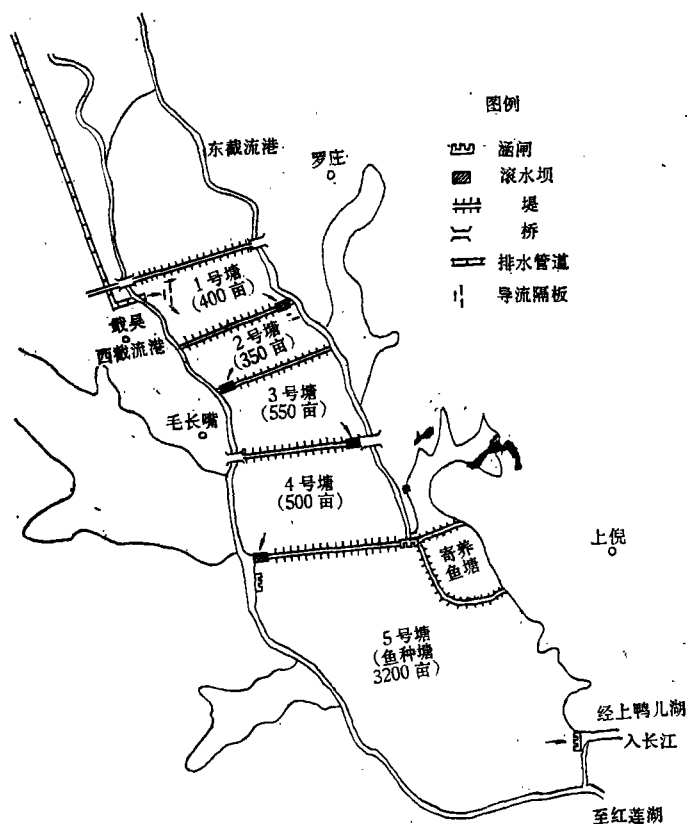 图例
涵闸
滚水坝
堤
桥
排水管道
导流隔板
东截流港
罗庄
1号塘
(400亩)
戴吴
西截流港
2号塘
(350亩)
3号塘
(550亩)
毛长嘴
4号塘
(500亩)
寄养
鱼塘
上倪
5号塘
(鱼种塘
3200亩)
经上鸭儿湖
入长江
至红莲湖